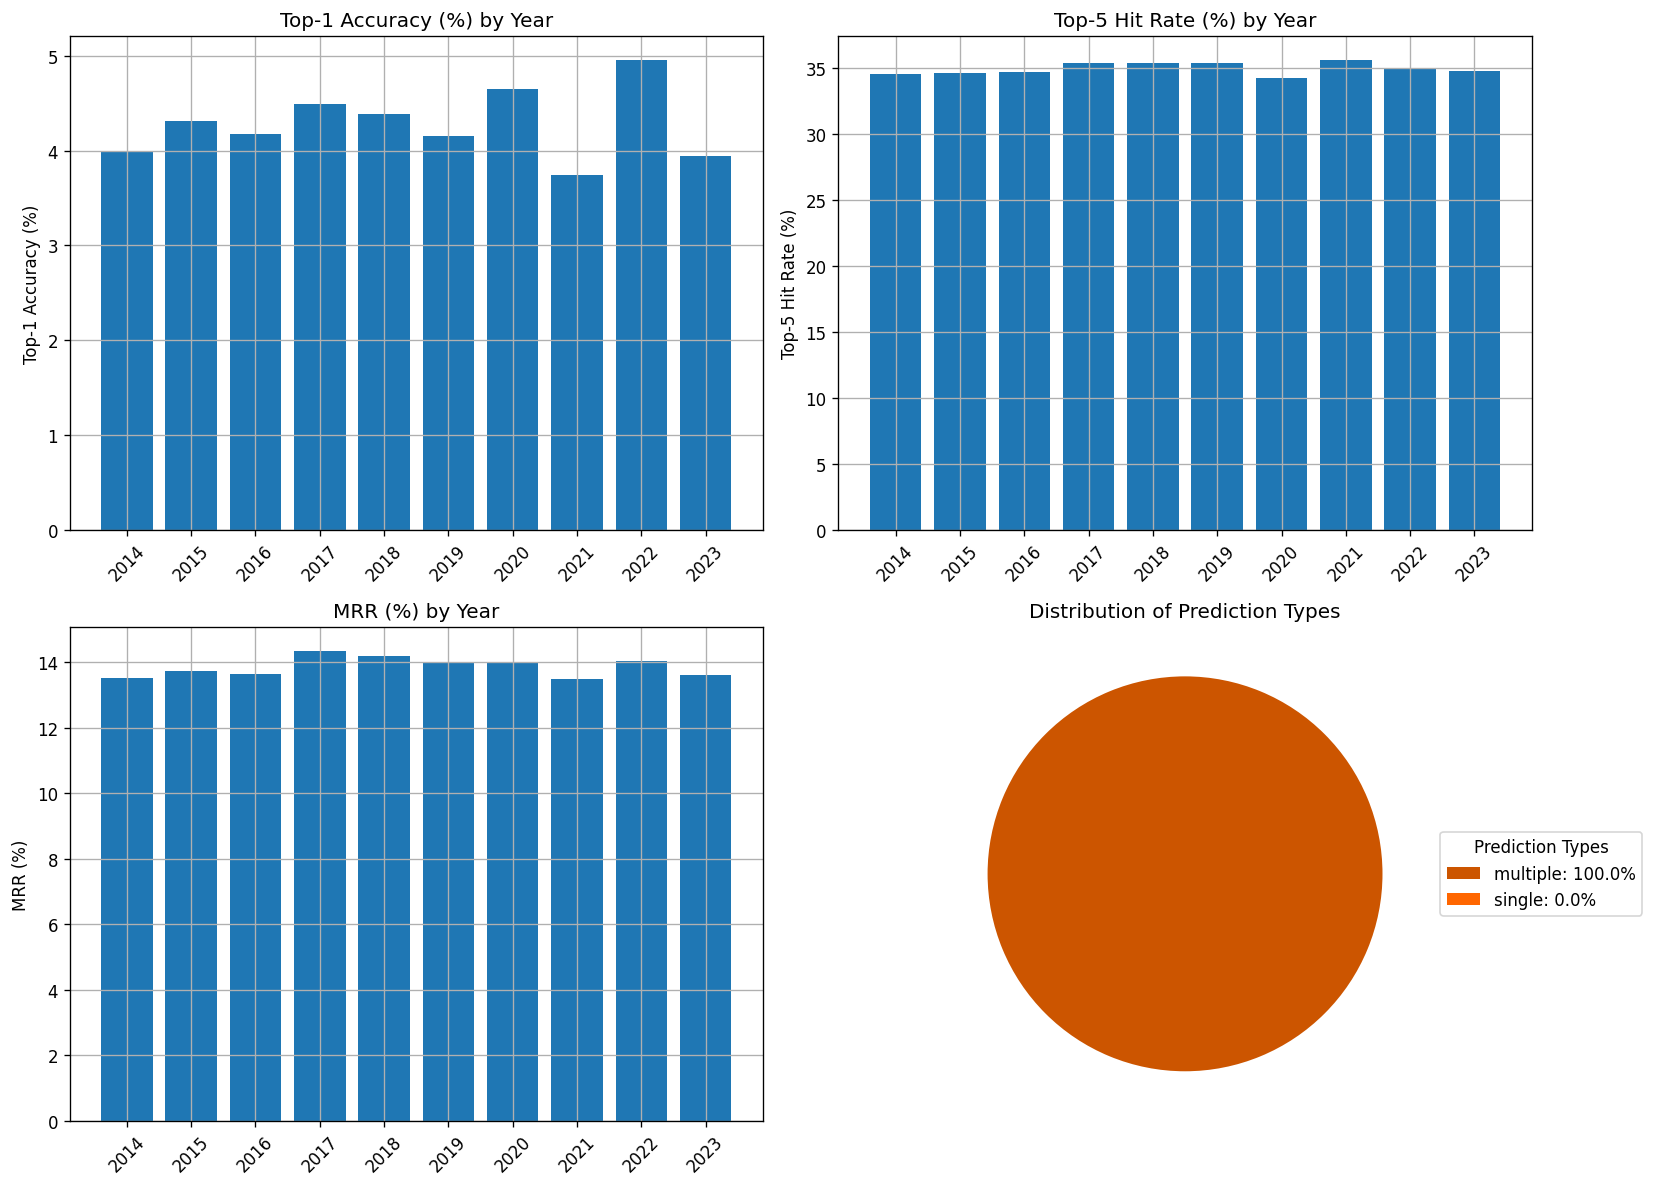 Top-1 Accuracy (%) by Year
Top-1 Accuracy (%)
5
4
3
2
1
0
2014 2015 2016 2017 2018 2019 2020 2021 2022 2023
Top-5 Hit Rate (%) by Year
Top-5 Hit Rate (%)
35
30
25
20
15
10
5
0
2014 2015 2016 2017 2018 2019 2020 2021 2022 2023
MRR (%) by Year
MRR (%)
14
12
10
8
6
4
2
0
2014 2015 2016 2017 2018 2019 2020 2021 2022 2023
Distribution of Prediction Types
Prediction Types
multiple: 100.0%
single: 0.0%